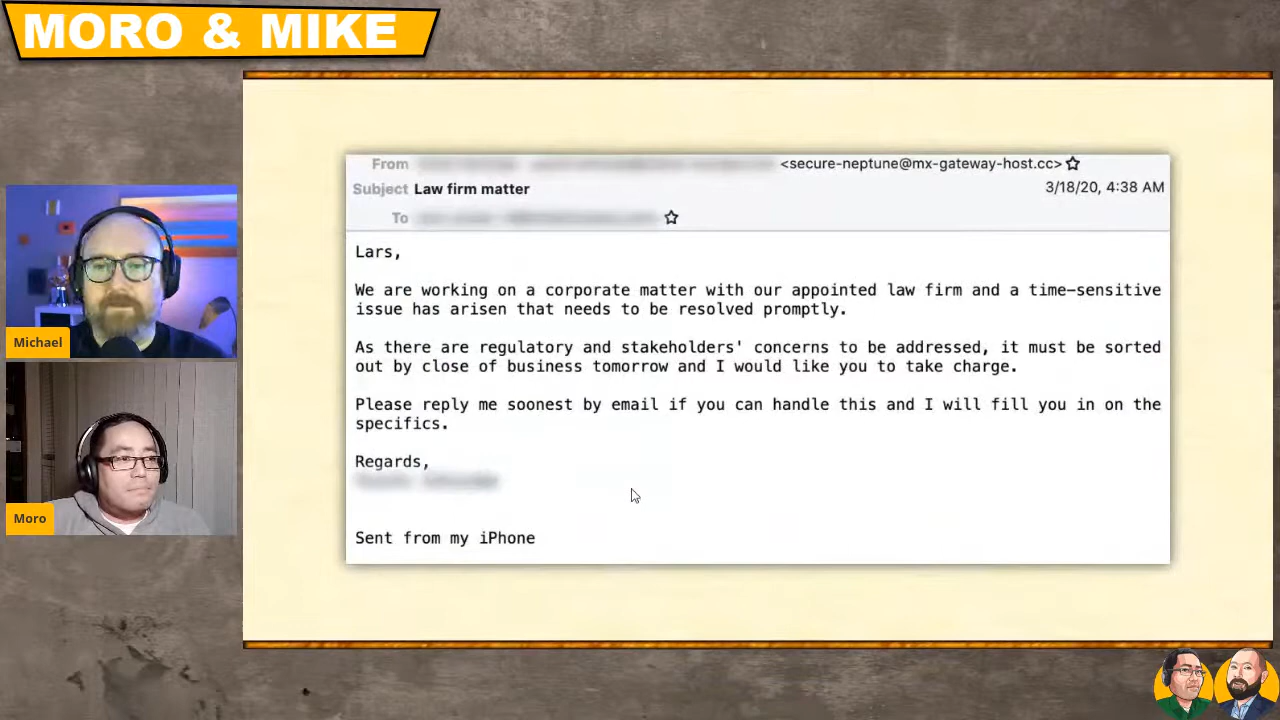 MORO & MIKE
From <secure-neptune@mx-gateway-host.cc>
Subject Law firm matter 3/18/20, 4:38 AM
To
Lars,
We are working on a corporate matter with our appointed law firm and a time-sensitive
issue has arisen that needs to be resolved promptly.
As there are regulatory and stakeholders' concerns to be addressed, it must be sorted
out by close of business tomorrow and I would like you to take charge.
Please reply me soonest by email if you can handle this and I will fill you in on the
specifics.
Regards,
Sent from my iPhone
Michael
Moro